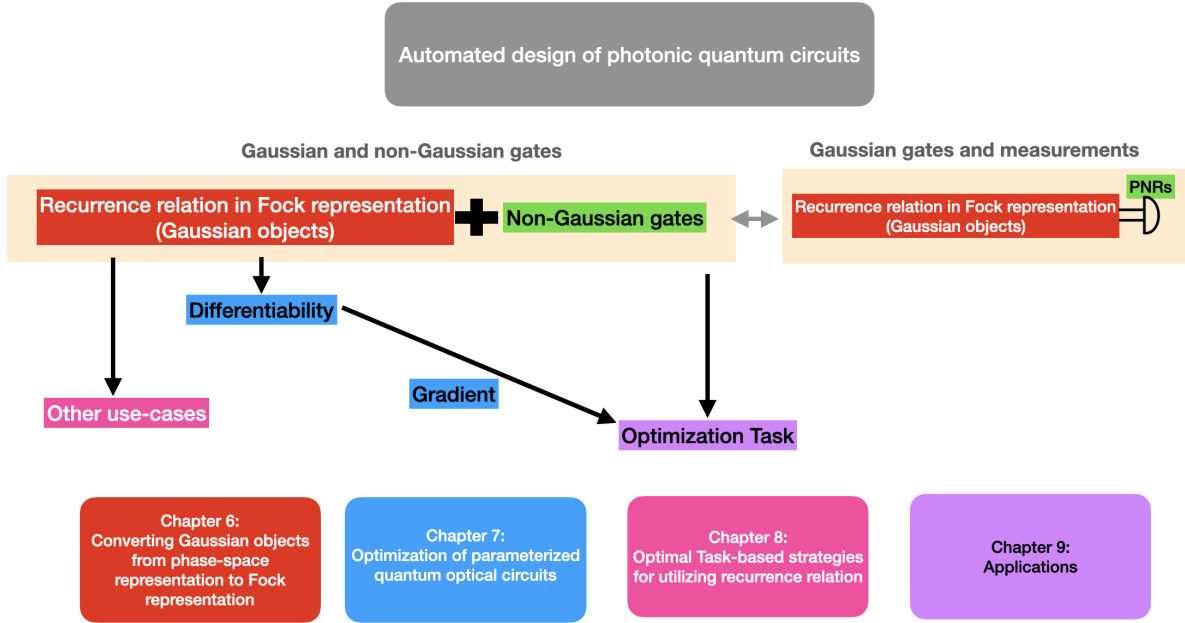 Automated design of photonic quantum circuits
Gaussian and non-Gaussian gates
Gaussian gates and measurements
Recurrence relation in Fock representation
(Gaussian objects)
Non-Gaussian gates
PNRs
Recurrence relation in Fock representation
(Gaussian objects)
Differentiability
Gradient
Other use-cases
Optimization Task
Chapter 6:
Converting Gaussian objects
from phase-space
representation to Fock
representation
Chapter 7:
Optimization of parameterized
quantum optical circuits
Chapter 8:
Optimal Task-based strategies
for utilizing recurrence relation
Chapter 9:
Applications